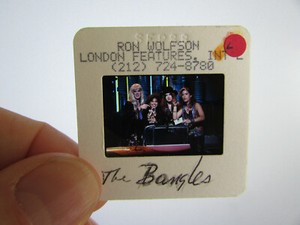 RON WOLFSON
LONDON FEATURES, INT'L
(212) 724-8780
The Bangles